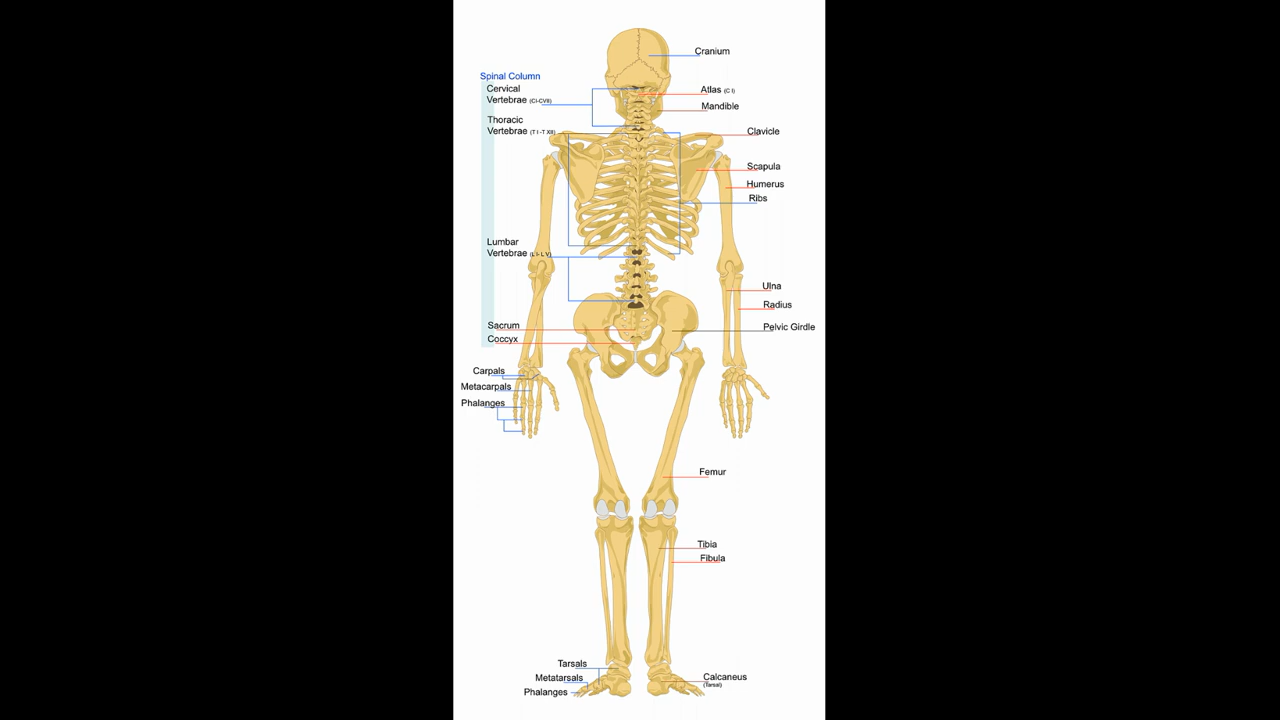 Cranium
Spinal Column
Cervical
Vertebrae (CI-CVII)
Atlas (C I)
Mandible
Thoracic
Vertebrae (T I -T XII)
Clavicle
Scapula
Humerus
Ribs
Lumbar
Vertebrae (L I- L V)
Ulna
Radius
Sacrum
Pelvic Girdle
Coccyx
Carpals
Metacarpals
Phalanges
Femur
Tibia
Fibula
Tarsals
Metatarsals
Calcaneus
(Tarsal)
Phalanges